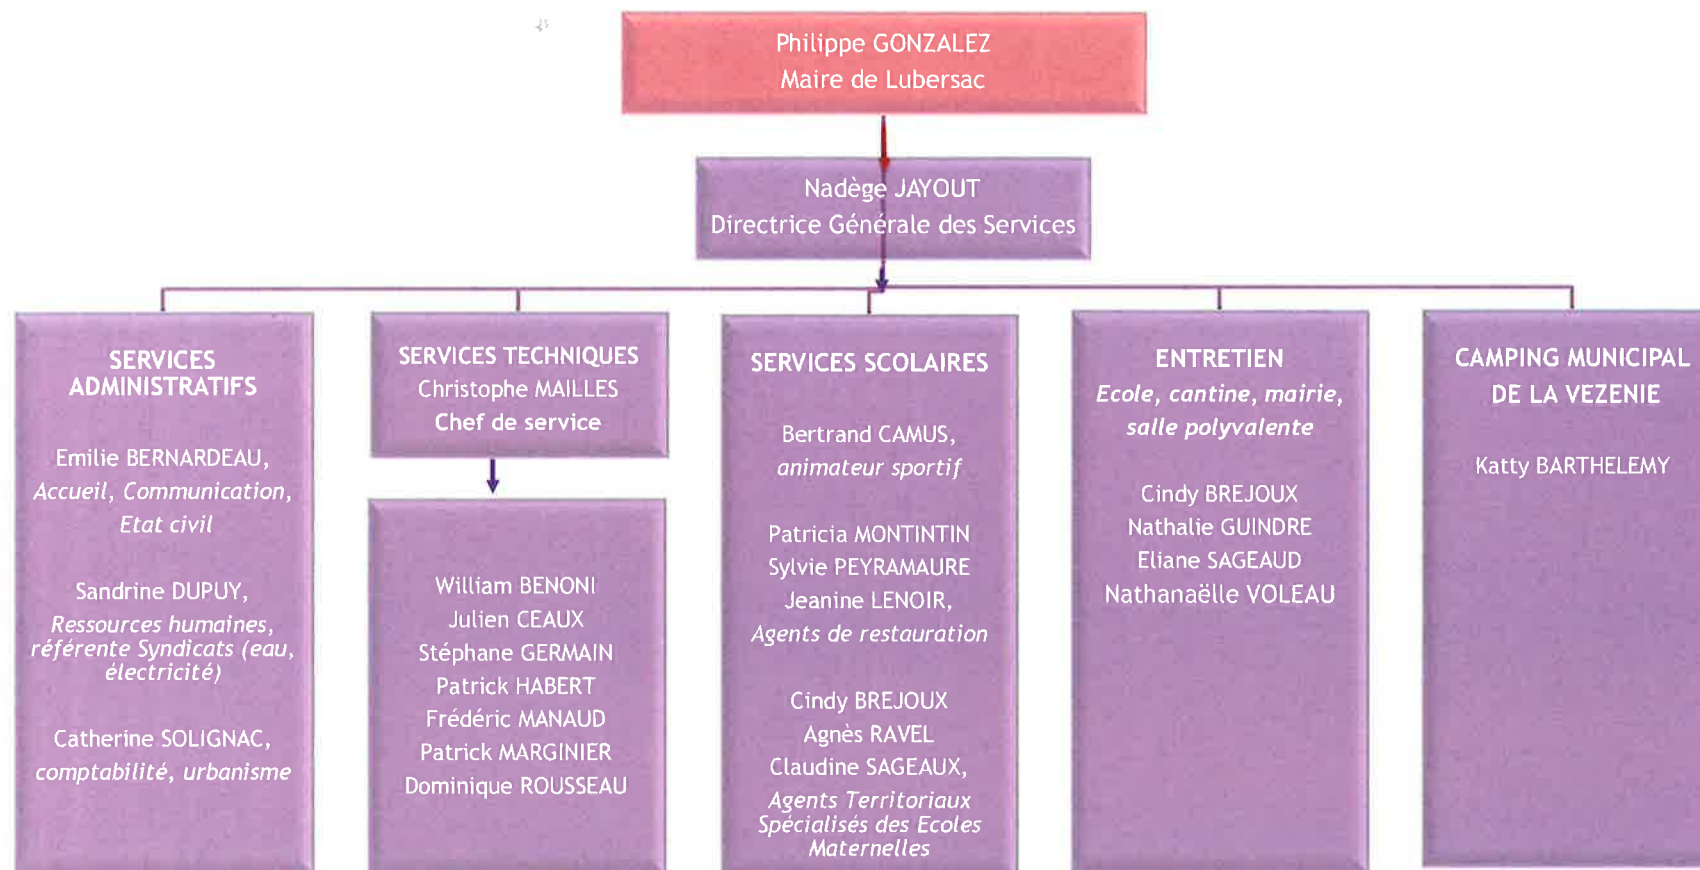 Philippe GONZALEZ
Maire de Lubersac
Nadège JAYOUT
Directrice Générale des Services
SERVICES
ADMINISTRATIFS
Emilie BERNARDEAU,
Accueil, Communication,
Etat civil
Sandrine DUPUY,
Ressources humaines,
référente Syndicats (eau,
électricité)
Catherine SOLIGNAC,
comptabilité, urbanisme
SERVICES TECHNIQUES
Christophe MAILLES
Chef de service
William BENONI
Julien CEAUX
Stéphane GERMAIN
Patrick HABERT
Frédéric MANAUD
Patrick MARGINIER
Dominique ROUSSEAU
SERVICES SCOLAIRES
Bertrand CAMUS,
animateur sportif
Patricia MONTINTIN
Sylvie PEYRAMAURE
Jeanine LENOIR,
Agents de restauration
Cindy BREJOUX
Agnès RAVEL
Claudine SAGEAUX,
Agents Territoriaux
Spécialisés des Ecoles
Maternelles
ENTRETIEN
Ecole, cantine, mairie,
salle polyvalente
Cindy BREJOUX
Nathalie GUINDRE
Eliane SAGEAUD
Nathanaëlle VOLEAU
CAMPING MUNICIPAL
DE LA VEZENIE
Katty BARTHELEMY